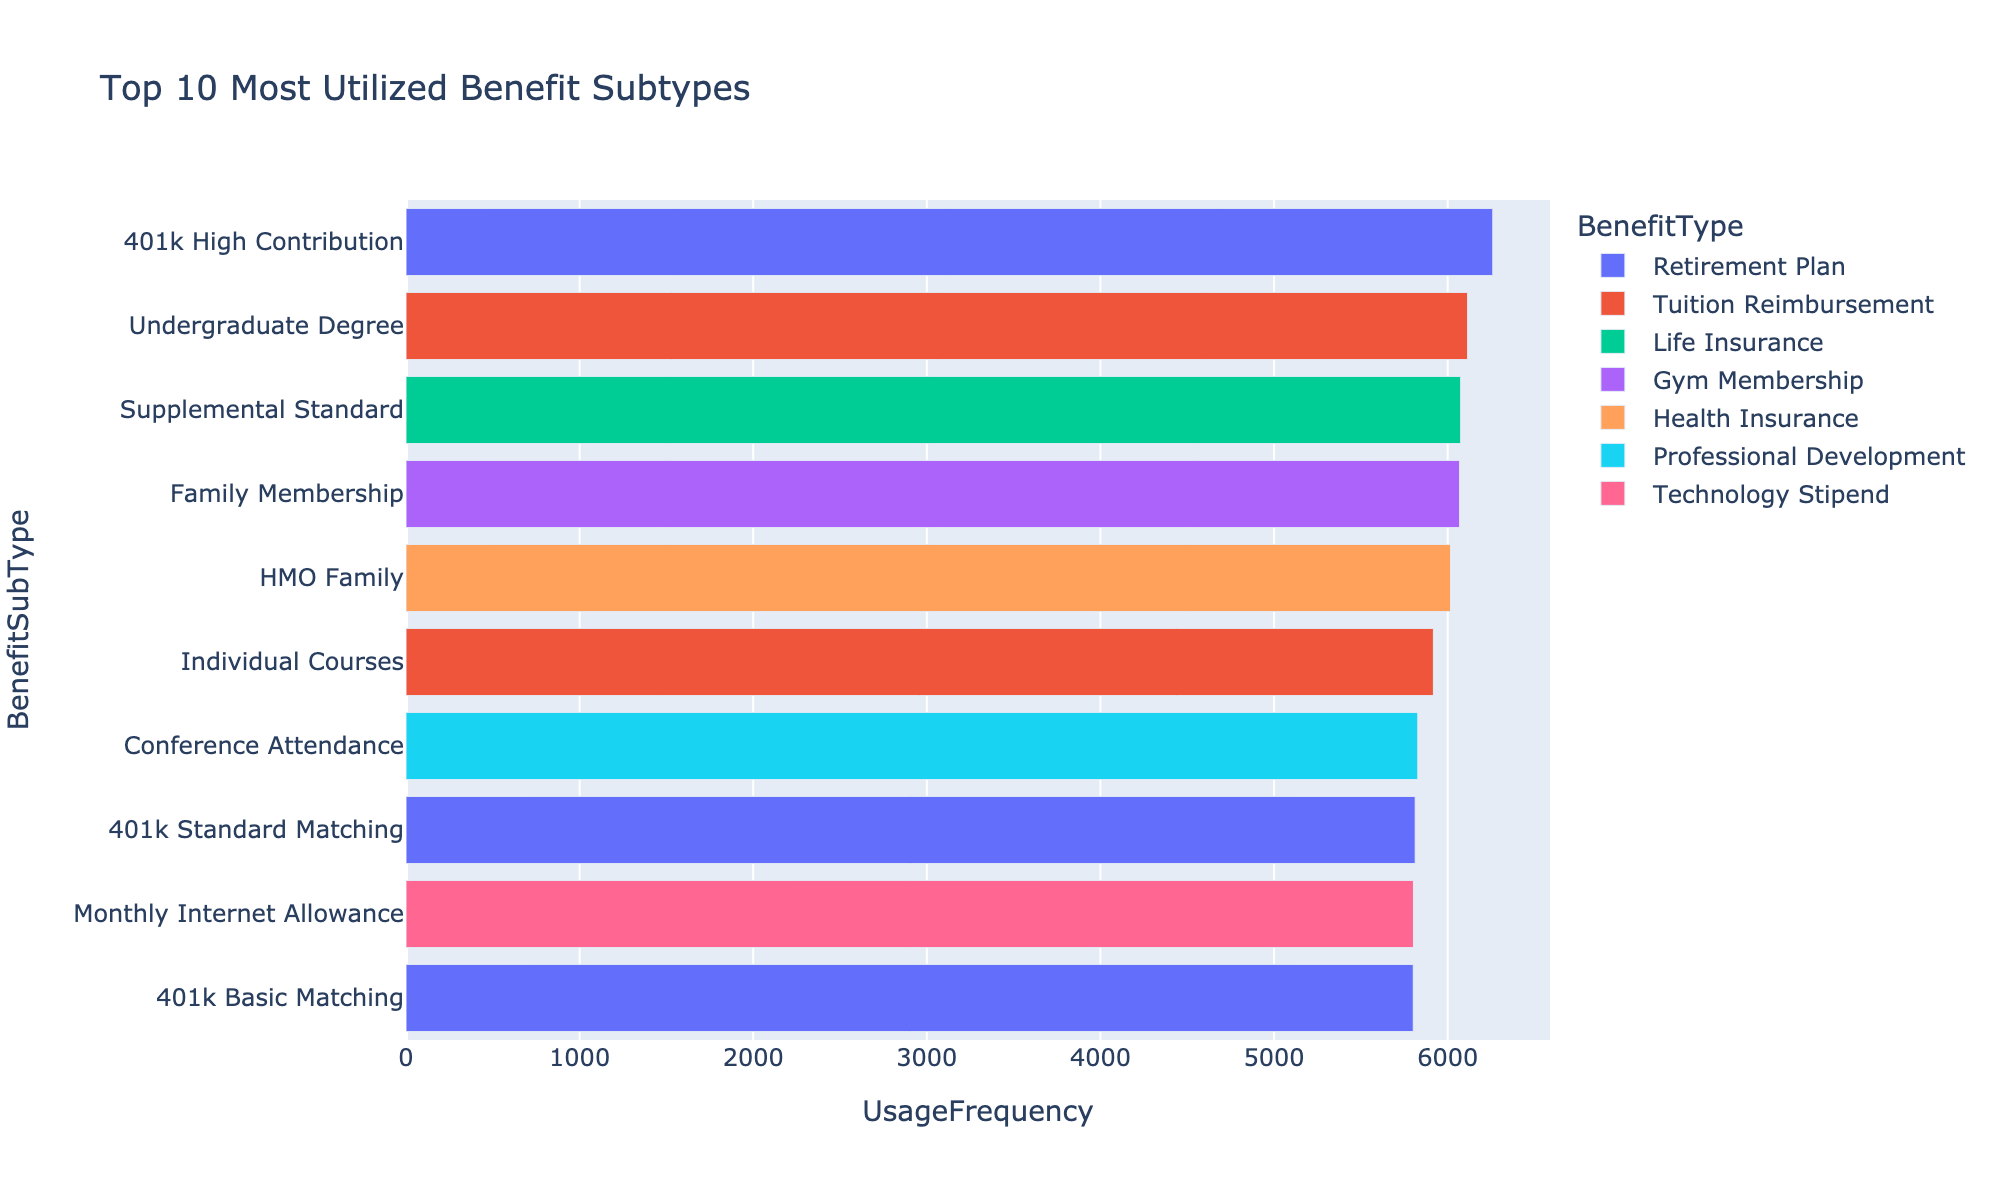 Top 10 Most Utilized Benefit Subtypes
BenefitSubType
401k High Contribution
Undergraduate Degree
Supplemental Standard
Family Membership
HMO Family
Individual Courses
Conference Attendance
401k Standard Matching
Monthly Internet Allowance
401k Basic Matching
0 1000 2000 3000 4000 5000 6000
UsageFrequency
BenefitType
Retirement Plan
Tuition Reimbursement
Life Insurance
Gym Membership
Health Insurance
Professional Development
Technology Stipend